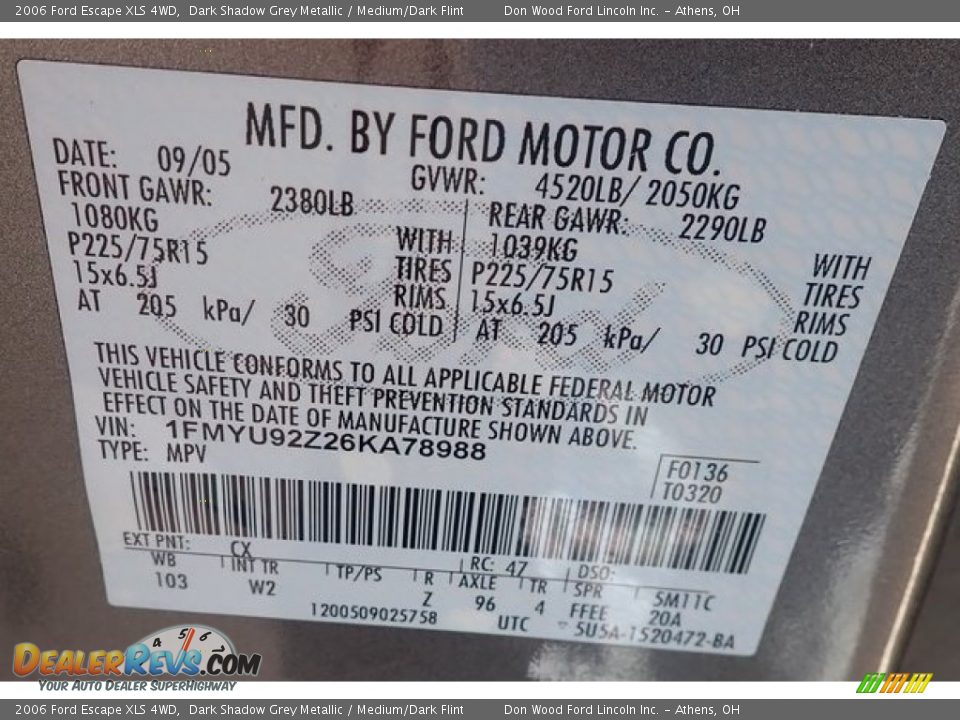 2006 Ford Escape XLS 4WD,  Dark Shadow Grey Metallic / Medium/Dark Flint    Don Wood Ford Lincoln Inc. - Athens, OH
MFD. BY FORD MOTOR CO.
DATE: 09/05 GVWR: 4520LB/ 2050KG
FRONT GAWR: 2380LB REAR GAWR: 2290LB
1080KG WITH 1039KG WITH
P225/75R15 TIRES P225/75R15 TIRES
15x6.5J RIMS 15x6.5J RIMS
AT 205 kPa/ 30 PSI COLD AT 205 kPa/ 30 PSI COLD
Ford
THIS VEHICLE CONFORMS TO ALL APPLICABLE FEDERAL MOTOR
VEHICLE SAFETY AND THEFT PREVENTION STANDARDS IN
EFFECT ON THE DATE OF MANUFACTURE SHOWN ABOVE.
VIN: 1FMYU92Z26KA78988
TYPE: MPV
F0136
T0320
EXT PNT: CX RC: 47 DSO:
WB INT TR TP/PS R AXLE TR SPR 5M11C
103 W2 Z 96 4 FFEE 20A
1200509025758 UTC 5U5A-1520472-BA
4 5 6
DEALERREVS.COM
YOUR AUTO DEALER SUPERHIGHWAY
2006 Ford Escape XLS 4WD,  Dark Shadow Grey Metallic / Medium/Dark Flint    Don Wood Ford Lincoln Inc. - Athens, OH